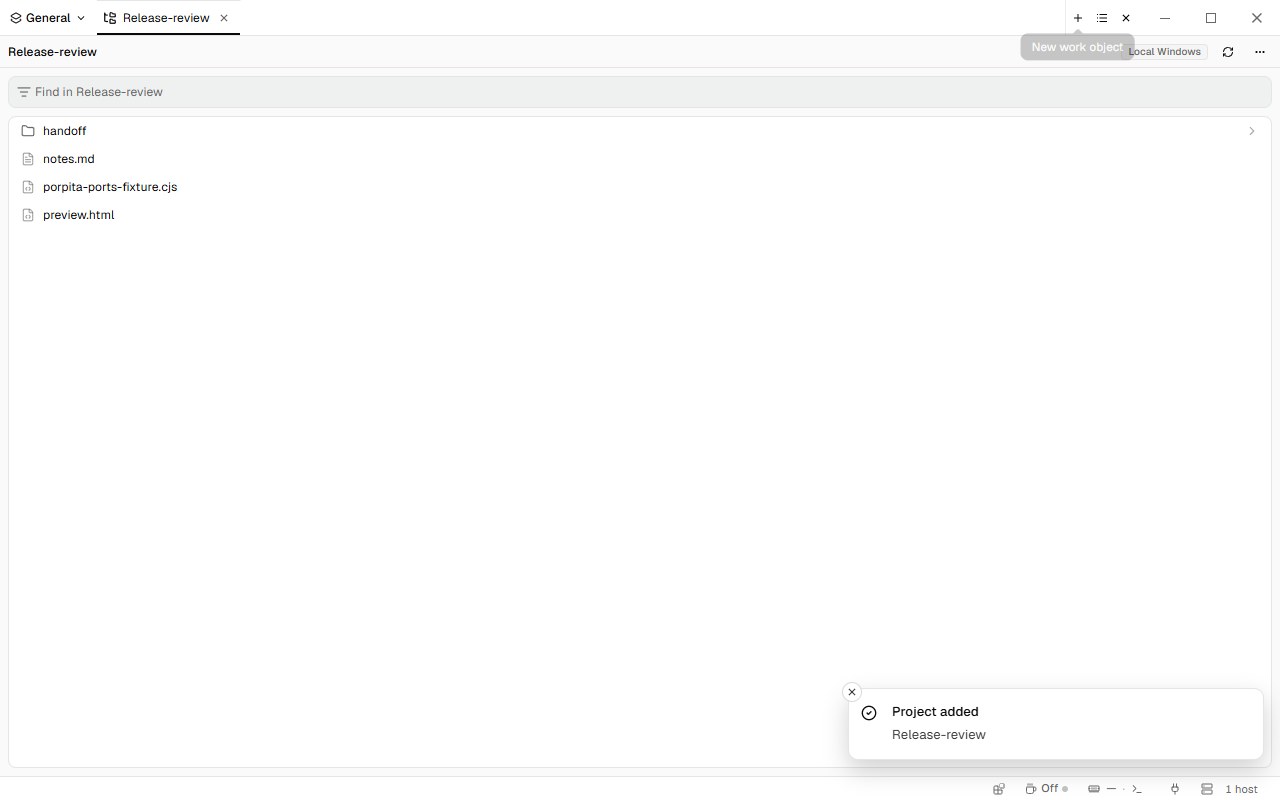 General
Release-review
Release-review
New work object
Local Windows
Find in Release-review
handoff
notes.md
porpita-ports-fixture.cjs
preview.html
Project added
Release-review
Off
— ·
1 host